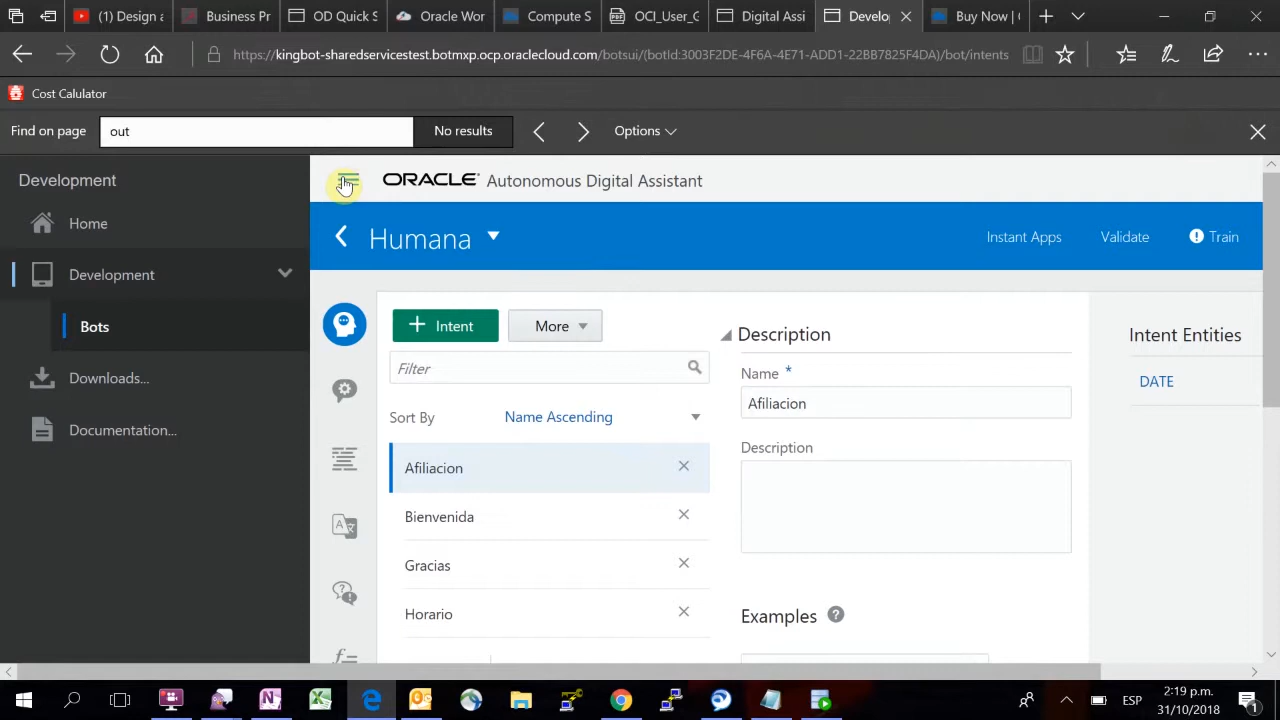 (1) Design a
Business Pr
OD Quick S
Oracle Wor
Compute S
OCI_User_G
Digital Assi
Develo
Buy Now |
https://kingbot-sharedservicestest.botmxp.ocp.oraclecloud.com/botsui/(botId:3003F2DE-4F6A-4E71-ADD1-22BB7825F4DA)/bot/intents
Cost Calulator
Find on page
out
No results
Options
Development
ORACLE® Autonomous Digital Assistant
Home
Humana
Instant Apps
Validate
Train
Development
Bots
Downloads...
Documentation...
Intent
More
Filter
Sort By
Name Ascending
Afiliacion
Bienvenida
Gracias
Horario
Description
Name *
Afiliacion
Description
Examples
Intent Entities
DATE
ESP
2:19 p.m.
31/10/2018